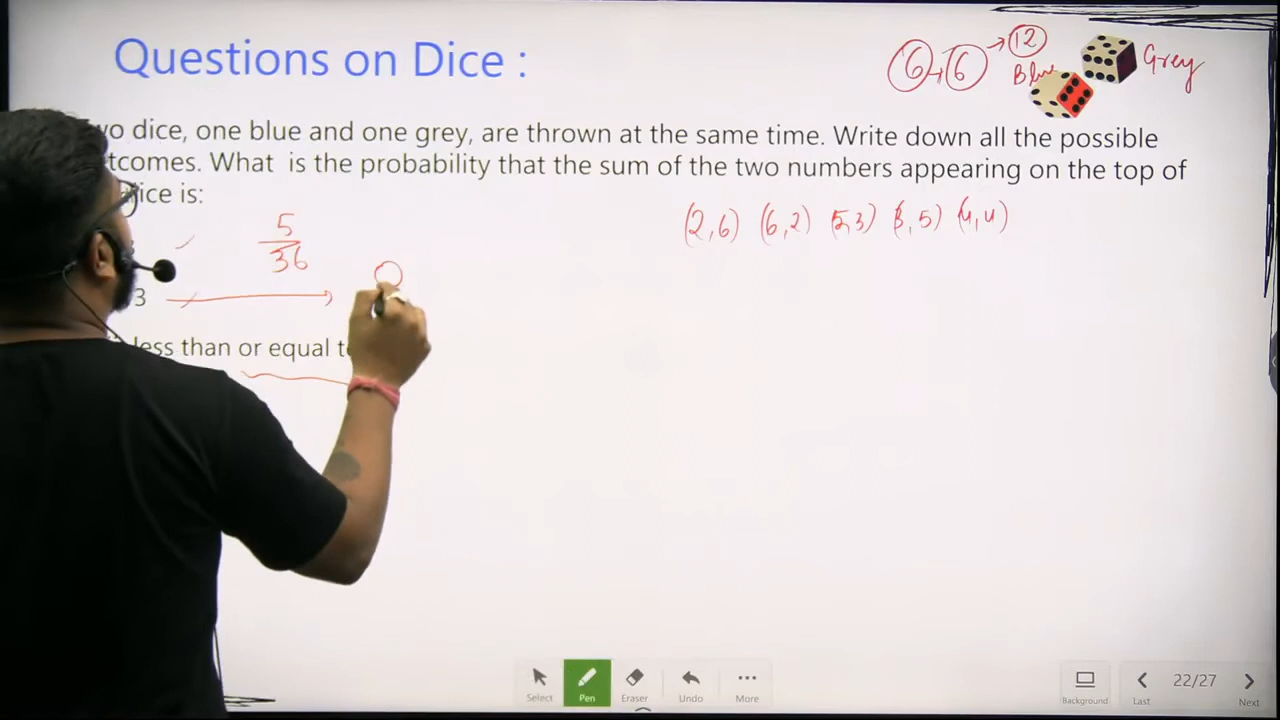 Questions on Dice :
6 + 6 → 12
Blue
Grey
wo dice, one blue and one grey, are thrown at the same time. Write down all the possible
tcomes. What is the probability that the sum of the two numbers appearing on the top of
dice is:
(2,6) (6,2) (5,3) (3,5) (4,4)
5
36
3
less than or equal t
Select
Pen
Eraser
Undo
More
Background
Last
22/27
Next